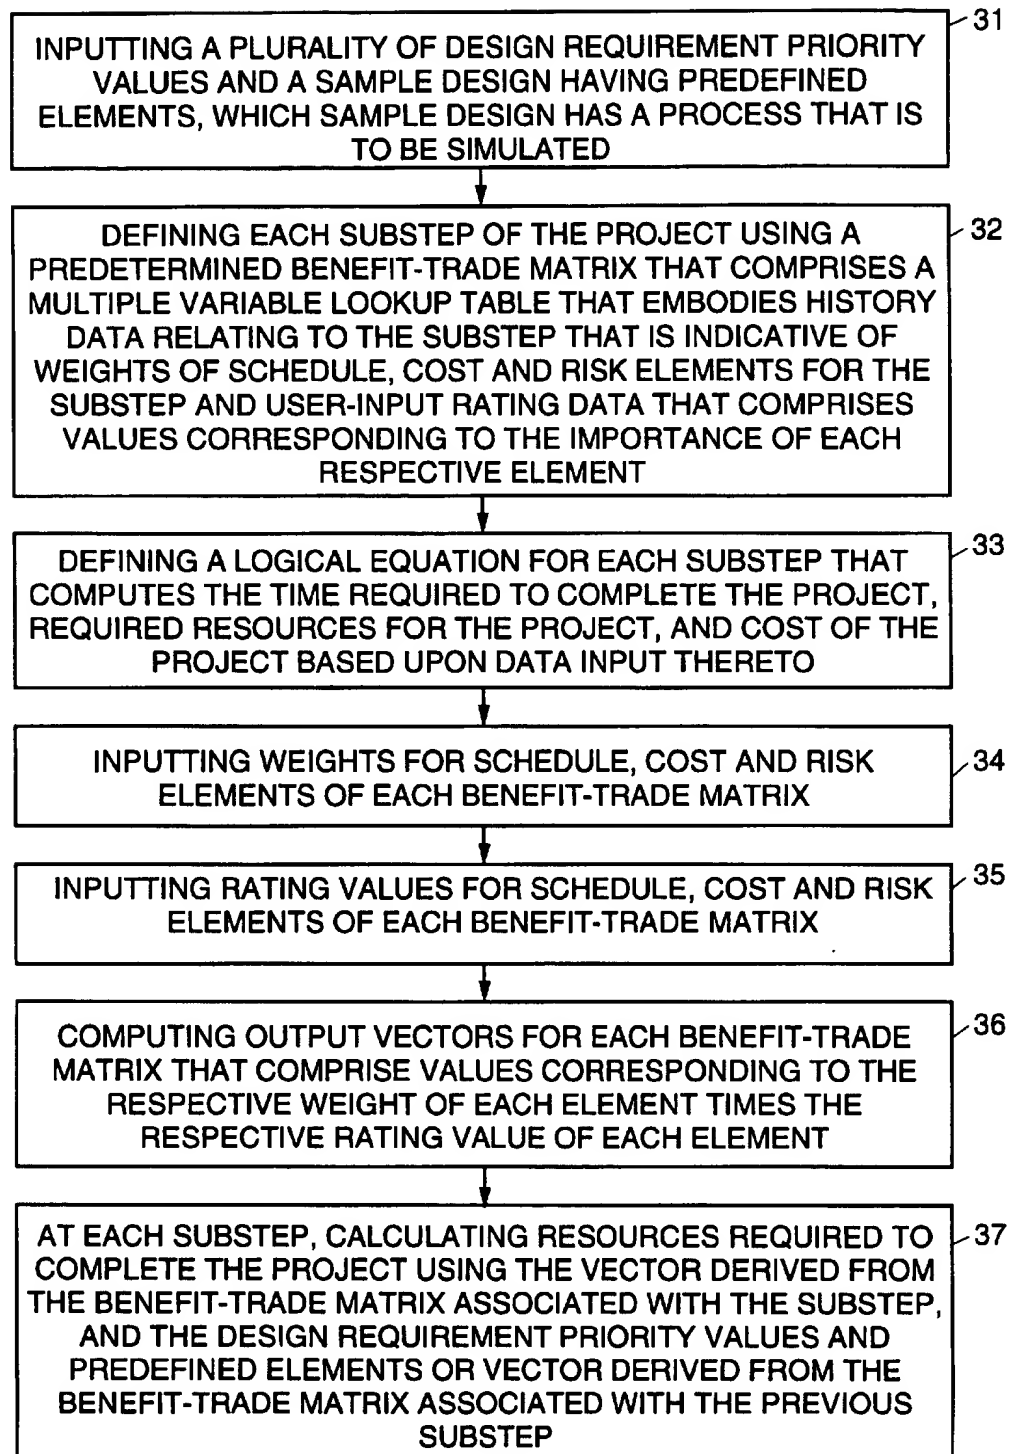 31
INPUTTING A PLURALITY OF DESIGN REQUIREMENT PRIORITY
VALUES AND A SAMPLE DESIGN HAVING PREDEFINED
ELEMENTS, WHICH SAMPLE DESIGN HAS A PROCESS THAT IS
TO BE SIMULATED
32
DEFINING EACH SUBSTEP OF THE PROJECT USING A
PREDETERMINED BENEFIT-TRADE MATRIX THAT COMPRISES A
MULTIPLE VARIABLE LOOKUP TABLE THAT EMBODIES HISTORY
DATA RELATING TO THE SUBSTEP THAT IS INDICATIVE OF
WEIGHTS OF SCHEDULE, COST AND RISK ELEMENTS FOR THE
SUBSTEP AND USER-INPUT RATING DATA THAT COMPRISES
VALUES CORRESPONDING TO THE IMPORTANCE OF EACH
RESPECTIVE ELEMENT
33
DEFINING A LOGICAL EQUATION FOR EACH SUBSTEP THAT
COMPUTES THE TIME REQUIRED TO COMPLETE THE PROJECT,
REQUIRED RESOURCES FOR THE PROJECT, AND COST OF THE
PROJECT BASED UPON DATA INPUT THERETO
34
INPUTTING WEIGHTS FOR SCHEDULE, COST AND RISK
ELEMENTS OF EACH BENEFIT-TRADE MATRIX
35
INPUTTING RATING VALUES FOR SCHEDULE, COST AND RISK
ELEMENTS OF EACH BENEFIT-TRADE MATRIX
36
COMPUTING OUTPUT VECTORS FOR EACH BENEFIT-TRADE
MATRIX THAT COMPRISE VALUES CORRESPONDING TO THE
RESPECTIVE WEIGHT OF EACH ELEMENT TIMES THE
RESPECTIVE RATING VALUE OF EACH ELEMENT
37
AT EACH SUBSTEP, CALCULATING RESOURCES REQUIRED TO
COMPLETE THE PROJECT USING THE VECTOR DERIVED FROM
THE BENEFIT-TRADE MATRIX ASSOCIATED WITH THE SUBSTEP,
AND THE DESIGN REQUIREMENT PRIORITY VALUES AND
PREDEFINED ELEMENTS OR VECTOR DERIVED FROM THE
BENEFIT-TRADE MATRIX ASSOCIATED WITH THE PREVIOUS
SUBSTEP